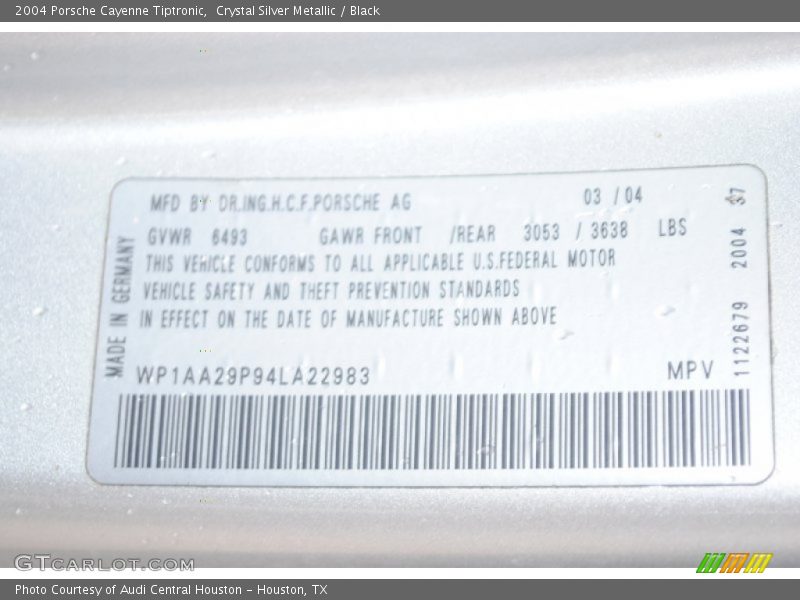 2004 Porsche Cayenne Tiptronic,  Crystal Silver Metallic / Black
MFD BY DR.ING.H.C.F.PORSCHE AG 03 / 04
GVWR 6493 GAWR FRONT /REAR 3053 / 3638 LBS
THIS VEHICLE CONFORMS TO ALL APPLICABLE U.S.FEDERAL MOTOR
VEHICLE SAFETY AND THEFT PREVENTION STANDARDS
IN EFFECT ON THE DATE OF MANUFACTURE SHOWN ABOVE
WP1AA29P94LA22983 MPV
MADE IN GERMANY
1122679 2004 37
GTCARLOT.COM
Photo Courtesy of Audi Central Houston - Houston, TX